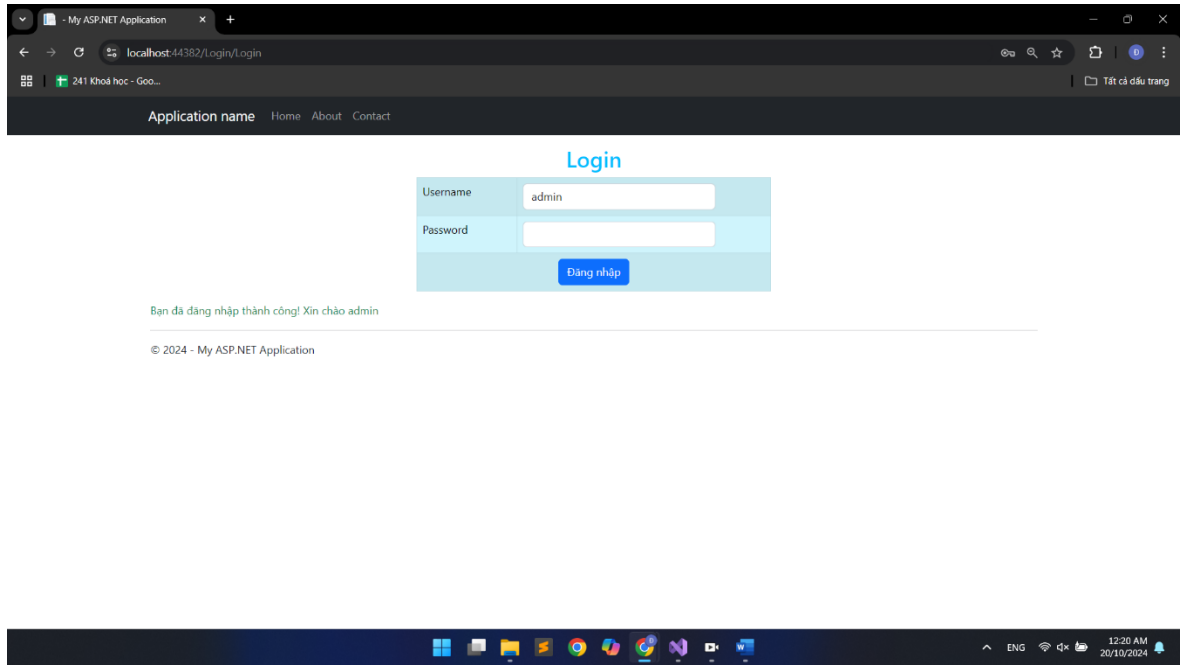 - My ASP.NET Application
localhost:44382/Login/Login
241 Khoá học - Goo...
Tất cả dấu trang
Application name Home About Contact
Login
Username admin
Password
Đăng nhập
Bạn đã đăng nhập thành công! Xin chào admin
© 2024 - My ASP.NET Application
ENG 12:20 AM
20/10/2024